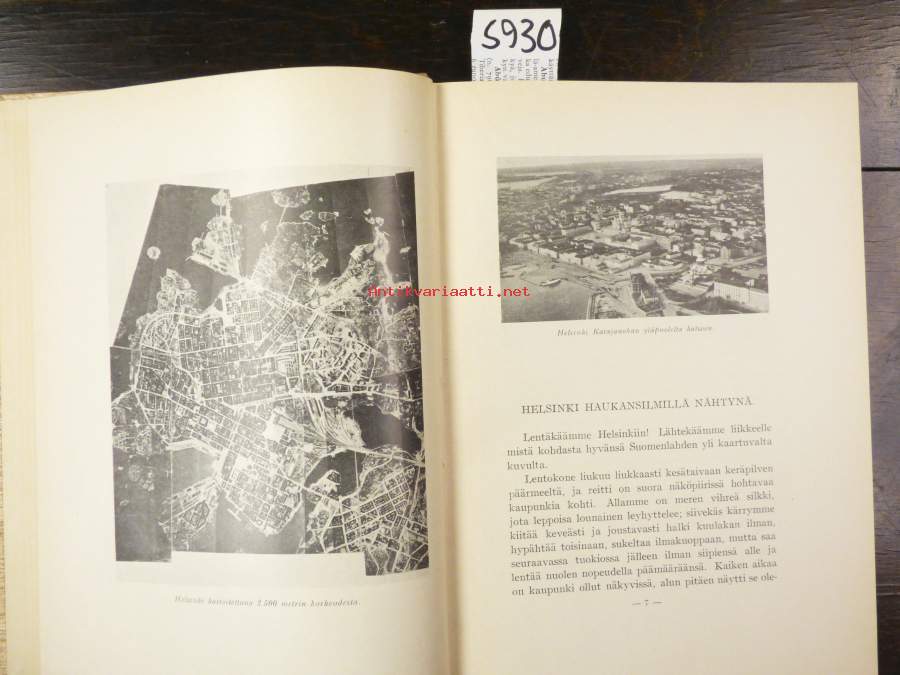 5930
Antikvariaatti.net
Helsinki 2.500 metrin korkeudesta.
Helsinki Katajanokan yläpuolelta katsoen.
HELSINKI HAUKANSILMILLÄ NÄHTYNÄ
Lentäkäämme Helsinkiin! Lähtekäämme liikkeelle
mistä kohdasta hyvänsä Suomenlahden yli kaartuvalta
kuvulta.
Lentokone liukuu liukkaasti kesätaivaan keräpilven
päärmeeltä, ja reitti on suora näköpiirissä hohtavaa
kaupunkia kohti. Allamme on meren vihreä silkki,
jota leppoisa lounainen leyhyttelee; siivekäs kärrymme
kiitää keveästi ja joustavasti halki kuulakan ilman,
hypähtää toisinaan, sukeltaa ilmakuoppaan, mutta saa
seuraavassa tuokiossa jälleen ilman siipiensä alle ja
lentää nuolen nopeudella päämääräänsä. Kaiken aikaa
on kaupunki ollut näkyvissä, alun pitäen näytti se ole-
— 7 —